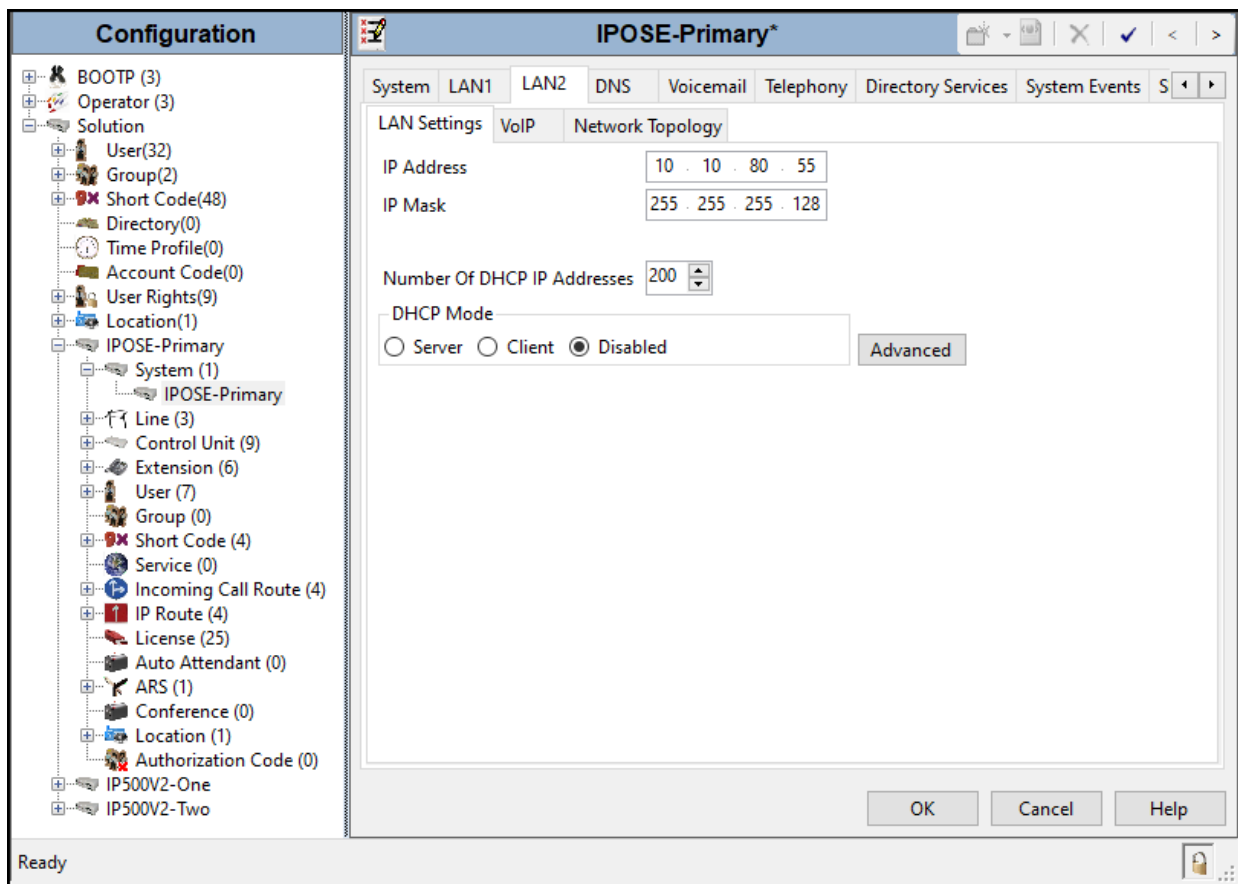 Configuration
BOOTP (3)
Operator (3)
Solution
User(32)
Group(2)
Short Code(48)
Directory(0)
Time Profile(0)
Account Code(0)
User Rights(9)
Location(1)
IPOSE-Primary
System (1)
IPOSE-Primary
Line (3)
Control Unit (9)
Extension (6)
User (7)
Group (0)
Short Code (4)
Service (0)
Incoming Call Route (4)
IP Route (4)
License (25)
Auto Attendant (0)
ARS (1)
Conference (0)
Location (1)
Authorization Code (0)
IP500V2-One
IP500V2-Two
IPOSE-Primary*
System LAN1 LAN2 DNS Voicemail Telephony Directory Services System Events S
LAN Settings VoIP Network Topology
IP Address 10 . 10 . 80 . 55
IP Mask 255 . 255 . 255 . 128
Number Of DHCP IP Addresses 200
DHCP Mode
Server Client Disabled Advanced
OK Cancel Help
Ready